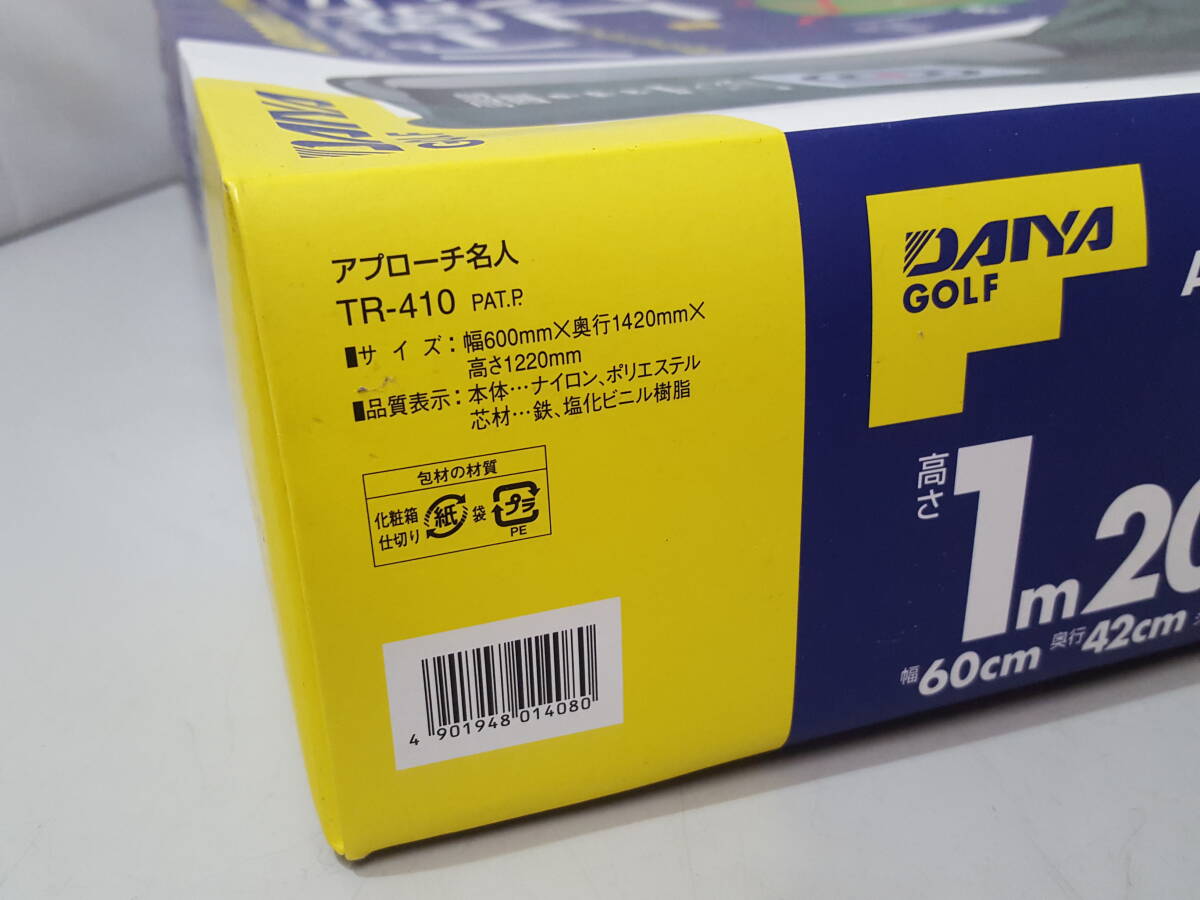 DAIYA
GOLF
アプローチ名人
TR-410 PAT.P.
サイズ：幅600mm×奥行1420mm×
高さ1220mm
品質表示：本体…ナイロン、ポリエステル
芯材…鉄、塩化ビニル樹脂
包材の材質
化粧箱
仕切り
紙
袋
プラ
PE
4 901948 014080
DAIYA
GOLF
A
高さ
1m20
幅60cm
奥行42cm